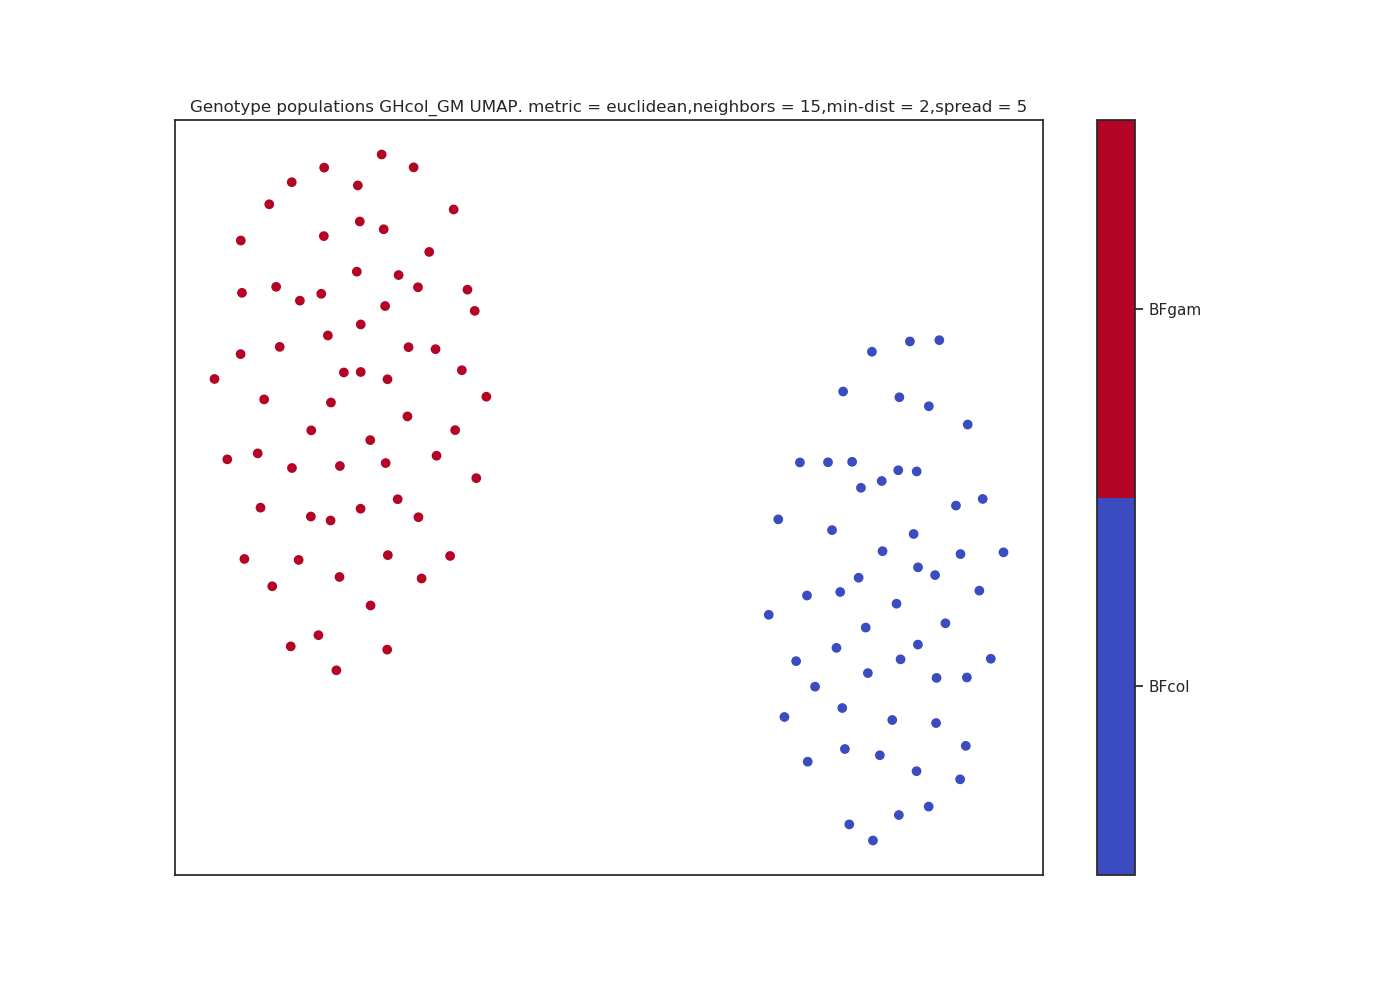 Genotype populations GHcol_GM UMAP. metric = euclidean,neighbors = 15,min-dist = 2,spread = 5
BFgam
BFcol